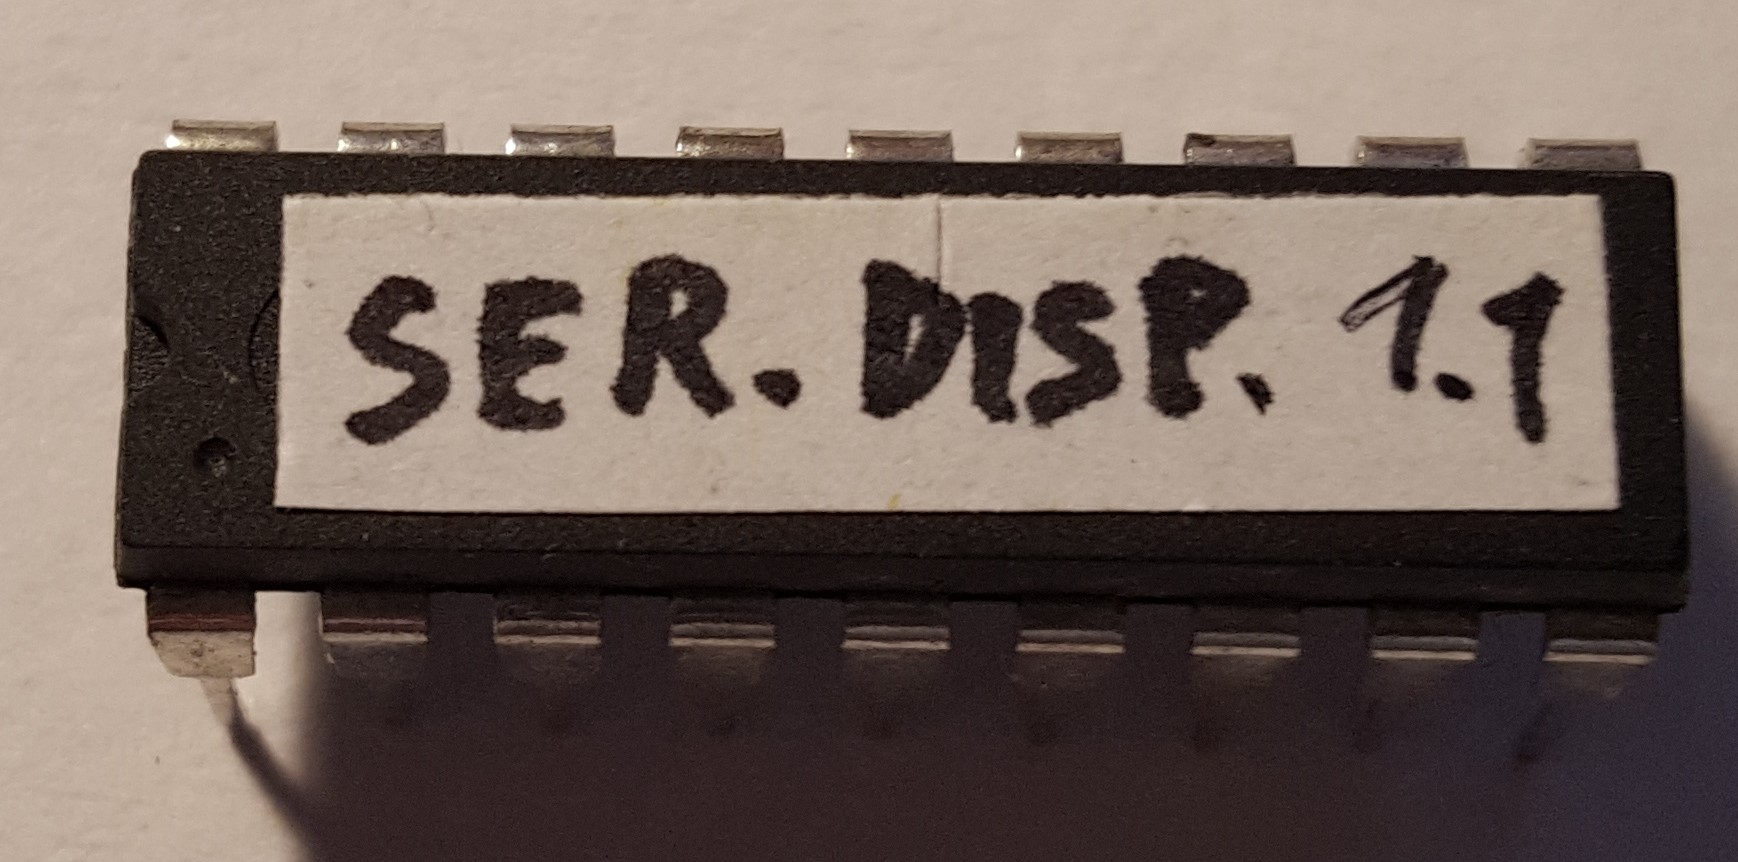 SER. DISP. 1.1